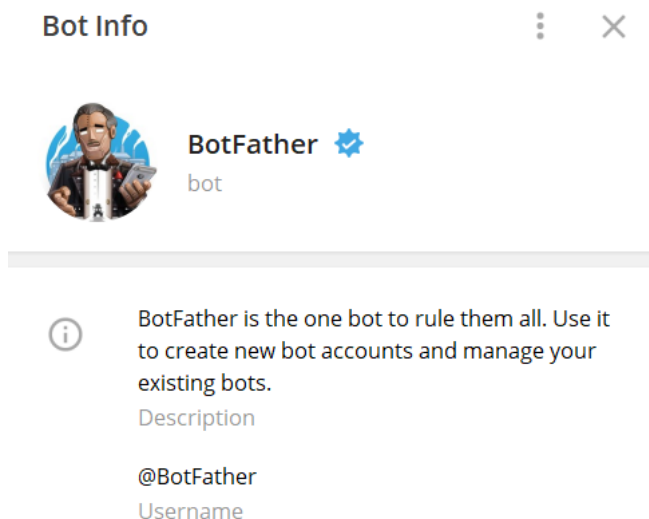 Bot Info
BotFather
bot
BotFather is the one bot to rule them all. Use it
to create new bot accounts and manage your
existing bots.
Description
@BotFather
Username